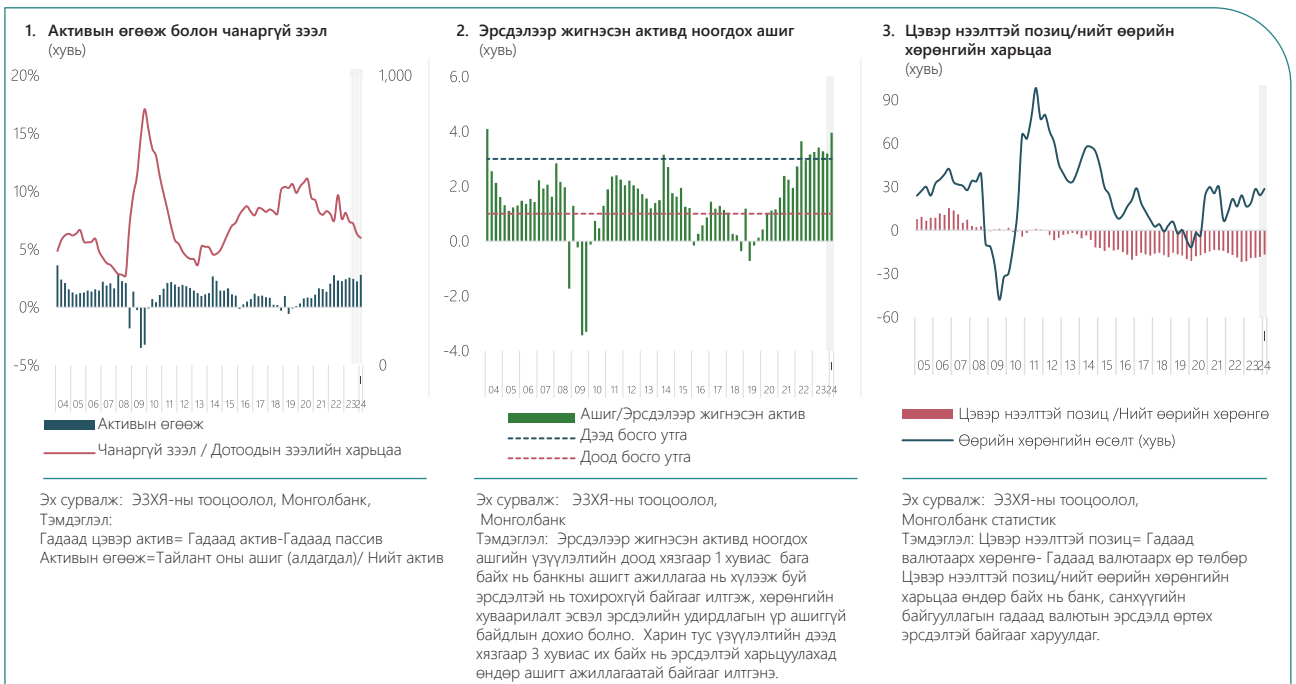 1. Активын өгөөж болон чанаргүй зээл
(хувь)
20%
15%
10%
5%
0%
-5%
1,000
0
04 05 06 07 08 09 10 11 12 13 14 15 16 17 18 19 20 21 22 23 24
I
Активын өгөөж
Чанаргүй зээл / Дотоодын зээлийн харьцаа
Эх сурвалж: ЭЗХЯ-ны тооцоолол, Монголбанк,
Тэмдэглэл:
Гадаад цэвэр актив= Гадаад актив-Гадаад пассив
Активын өгөөж=Тайлант оны ашиг (алдагдал)/ Нийт актив
2. Эрсдэлээр жигнэсэн активд ноогдох ашиг
(хувь)
6.0
4.0
2.0
0.0
-2.0
-4.0
04 05 06 07 08 09 10 11 12 13 14 15 16 17 18 19 20 21 22 23 24
I
Ашиг/Эрсдэлээр жигнэсэн актив
Дээд босго утга
Доод босго утга
Эх сурвалж: ЭЗХЯ-ны тооцоолол,
Монголбанк
Тэмдэглэл: Эрсдэлээр жигнэсэн активд ноогдох
ашгийн үзүүлэлтийн доод хязгаар 1 хувиас бага
байх нь банкны ашигт ажиллагаа нь хүлээж буй
эрсдэлтэй нь тохирохгүй байгааг илтгэж, хөрөнгийн
хуваарилалт эсвэл эрсдэлийн удирдлагын үр ашиггүй
байдлын дохио болно. Харин тус үзүүлэлтийн дээд
хязгаар 3 хувиас их байх нь эрсдэлтэй харьцуулахад
өндөр ашигт ажиллагаатай байгааг илтгэнэ.
3. Цэвэр нээлттэй позиц/нийт өөрийн
хөрөнгийн харьцаа
(хувь)
90
60
30
0
-30
-60
05 06 07 08 09 10 11 12 13 14 15 16 17 18 19 20 21 22 23 24
I
Цэвэр нээлттэй позиц /Нийт өөрийн хөрөнгө
Өөрийн хөрөнгийн өсөлт (хувь)
Эх сурвалж: ЭЗХЯ-ны тооцоолол,
Монголбанк статистик
Тэмдэглэл: Цэвэр нээлттэй позиц= Гадаад
валютаарх хөрөнгө- Гадаад валютаарх өр төлбөр
Цэвэр нээлттэй позиц/нийт өөрийн хөрөнгийн
харьцаа өндөр байх нь банк, санхүүгийн
байгууллагын гадаад валютын эрсдэлд өртөх
эрсдэлтэй байгааг харуулдаг.